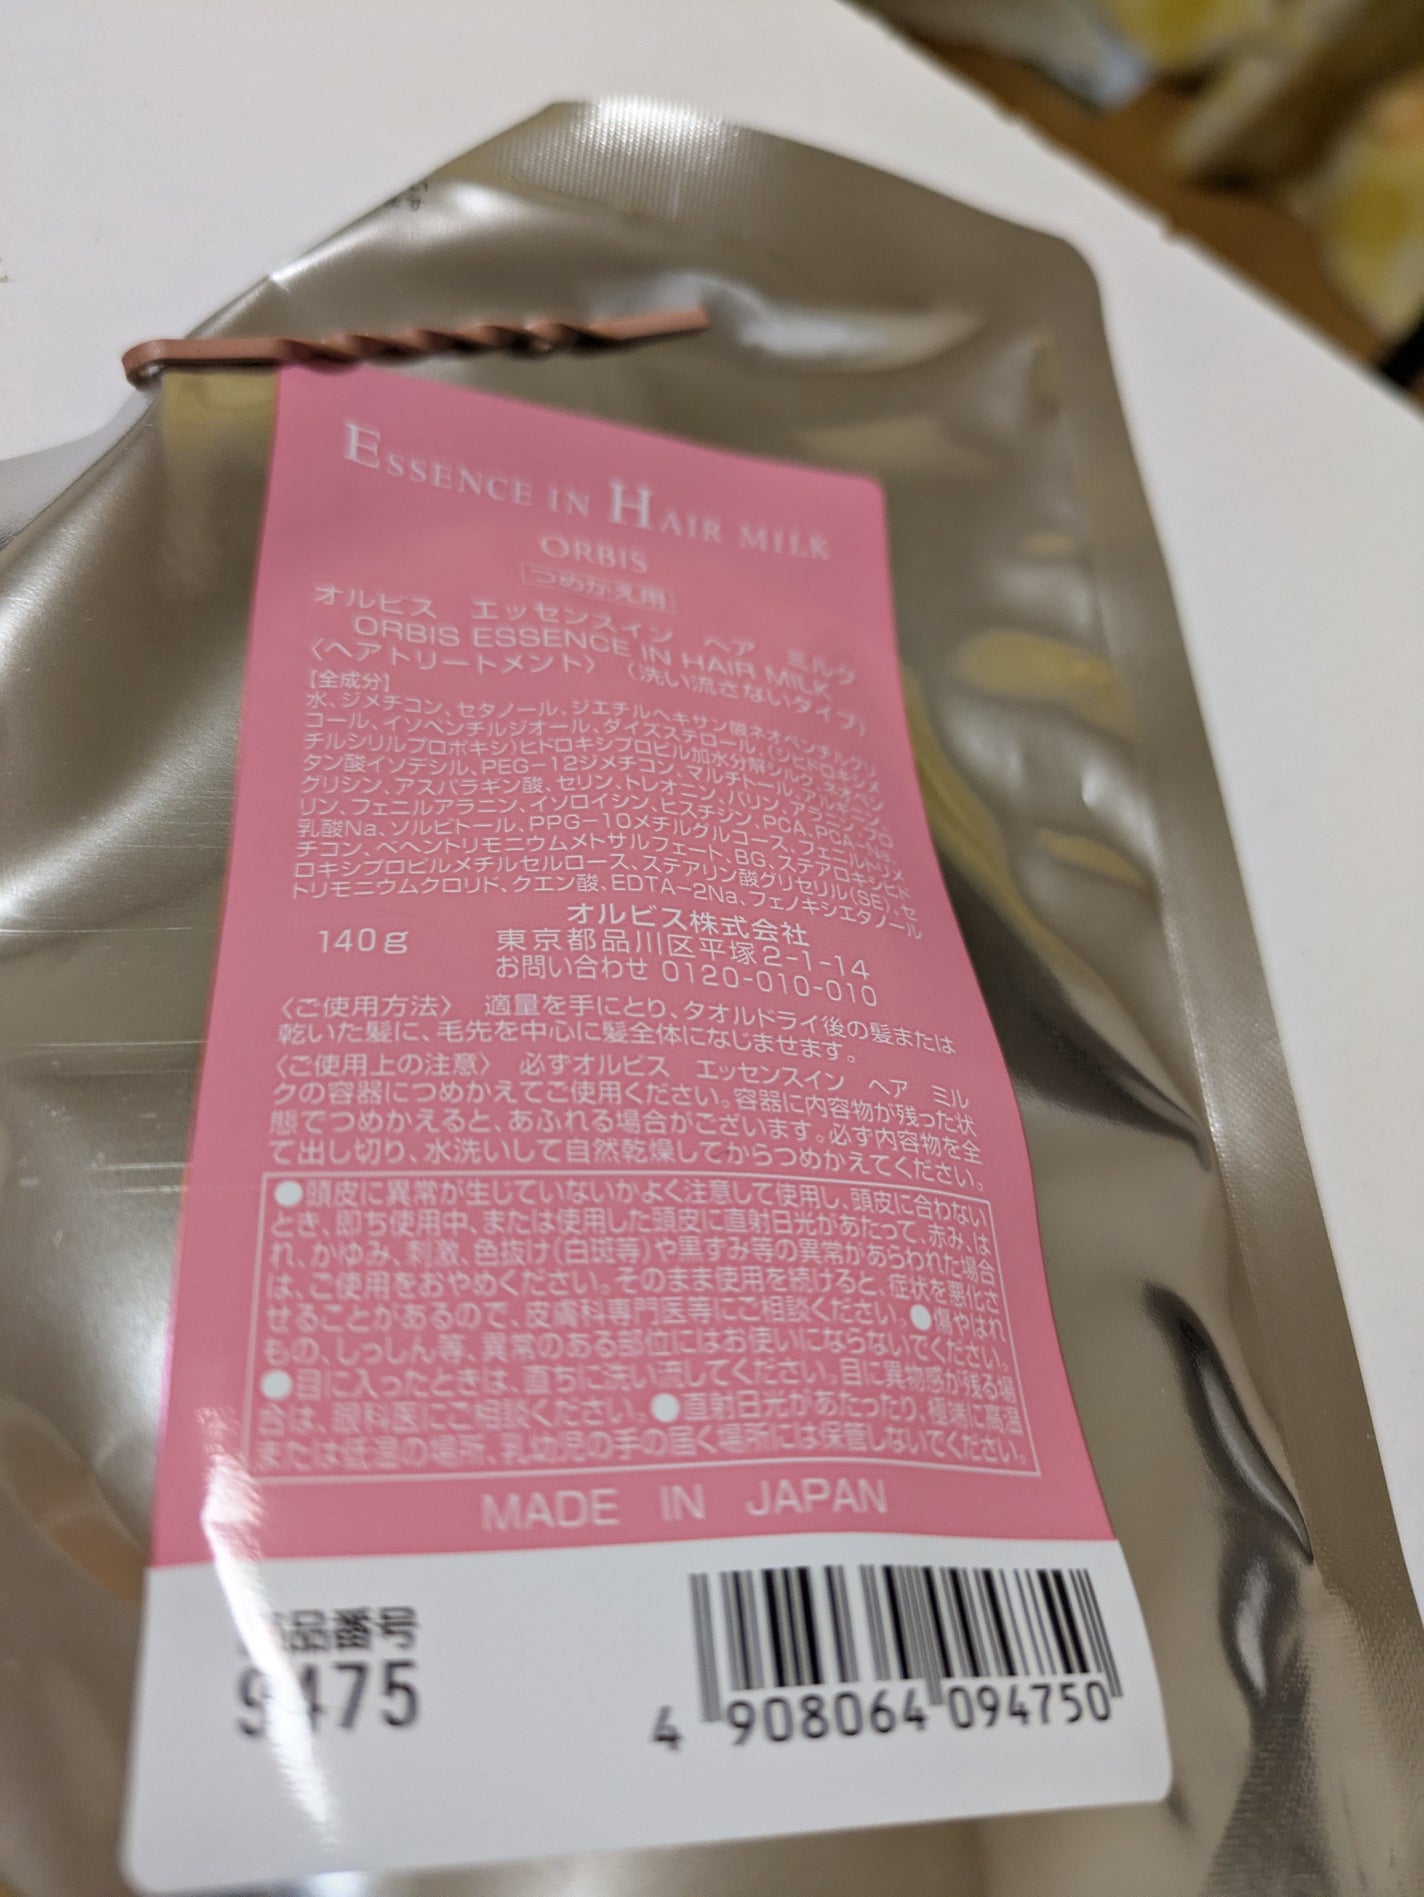 ESSENCE IN HAIR MILK
ORBIS
つめかえ用
オルビス　エッセンスイン　ヘア　ミルク
ORBIS ESSENCE IN HAIR MILK
〈ヘアトリートメント〉（洗い流さないタイプ）
【全成分】
水、ジメチコン、セタノール、ジエチルヘキサン酸ネオペンチルグリ
コール、イソペンチルジオール、ダイズステロール、(ジヒドロキシメ
チルシリルプロポキシ)ヒドロキシプロピル加水分解シルク、ネオペン
タン酸イソデシル、PEG-12ジメチコン、マルチトール、アルギニン、
グリシン、アスパラギン酸、セリン、トレオニン、バリン、アラニン、プロ
リン、フェニルアラニン、イソロイシン、ヒスチジン、PCA、PCA-Na、
乳酸Na、ソルビトール、PPG-10メチルグルコース、フェニルトリメ
チコン、ベヘントリモニウムメトサルフェート、BG、ステアロキシヒド
ロキシプロピルメチルセルロース、ステアリン酸グリセリル(SE)、セ
トリモニウムクロリド、クエン酸、EDTA-2Na、フェノキシエタノール
140g
オルビス株式会社
東京都品川区平塚2-1-14
お問い合わせ 0120-010-010
〈ご使用方法〉　適量を手にとり、タオルドライ後の髪または
乾いた髪に、毛先を中心に髪全体になじませます。
〈ご使用上の注意〉　必ずオルビス　エッセンスイン　ヘア　ミル
クの容器につめかえてご使用ください。容器に内容物が残った状
態でつめかえると、あふれる場合がございます。必ず内容物を全
て出し切り、水洗いして自然乾燥してからつめかえてください。
●頭皮に異常が生じていないかよく注意して使用し、頭皮に合わない
とき、即ち使用中、または使用した頭皮に直射日光があたって、赤み、は
れ、かゆみ、刺激、色抜け(白斑等)や黒ずみ等の異常があらわれた場合
は、ご使用をおやめください。そのまま使用を続けると、症状を悪化さ
せることがあるので、皮膚科専門医等にご相談ください。●傷やはれ
もの、しっしん等、異常のある部位にはお使いにならないでください。
●目に入ったときは、直ちに洗い流してください。目に異物感が残る場
合は、眼科医にご相談ください。●直射日光があたったり、極端に高温
または低温の場所、乳幼児の手の届く場所には保管しないでください。
MADE IN JAPAN
品番号
9475
4 908064 094750